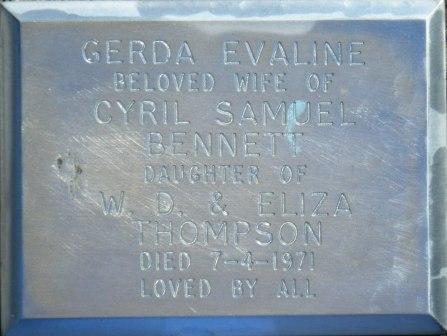 GERDA EVALINE
BELOVED WIFE OF
CYRIL SAMUEL
BENNETT
DAUGHTER OF
W. D. & ELIZA
THOMPSON
DIED 7-4-1971
LOVED BY ALL